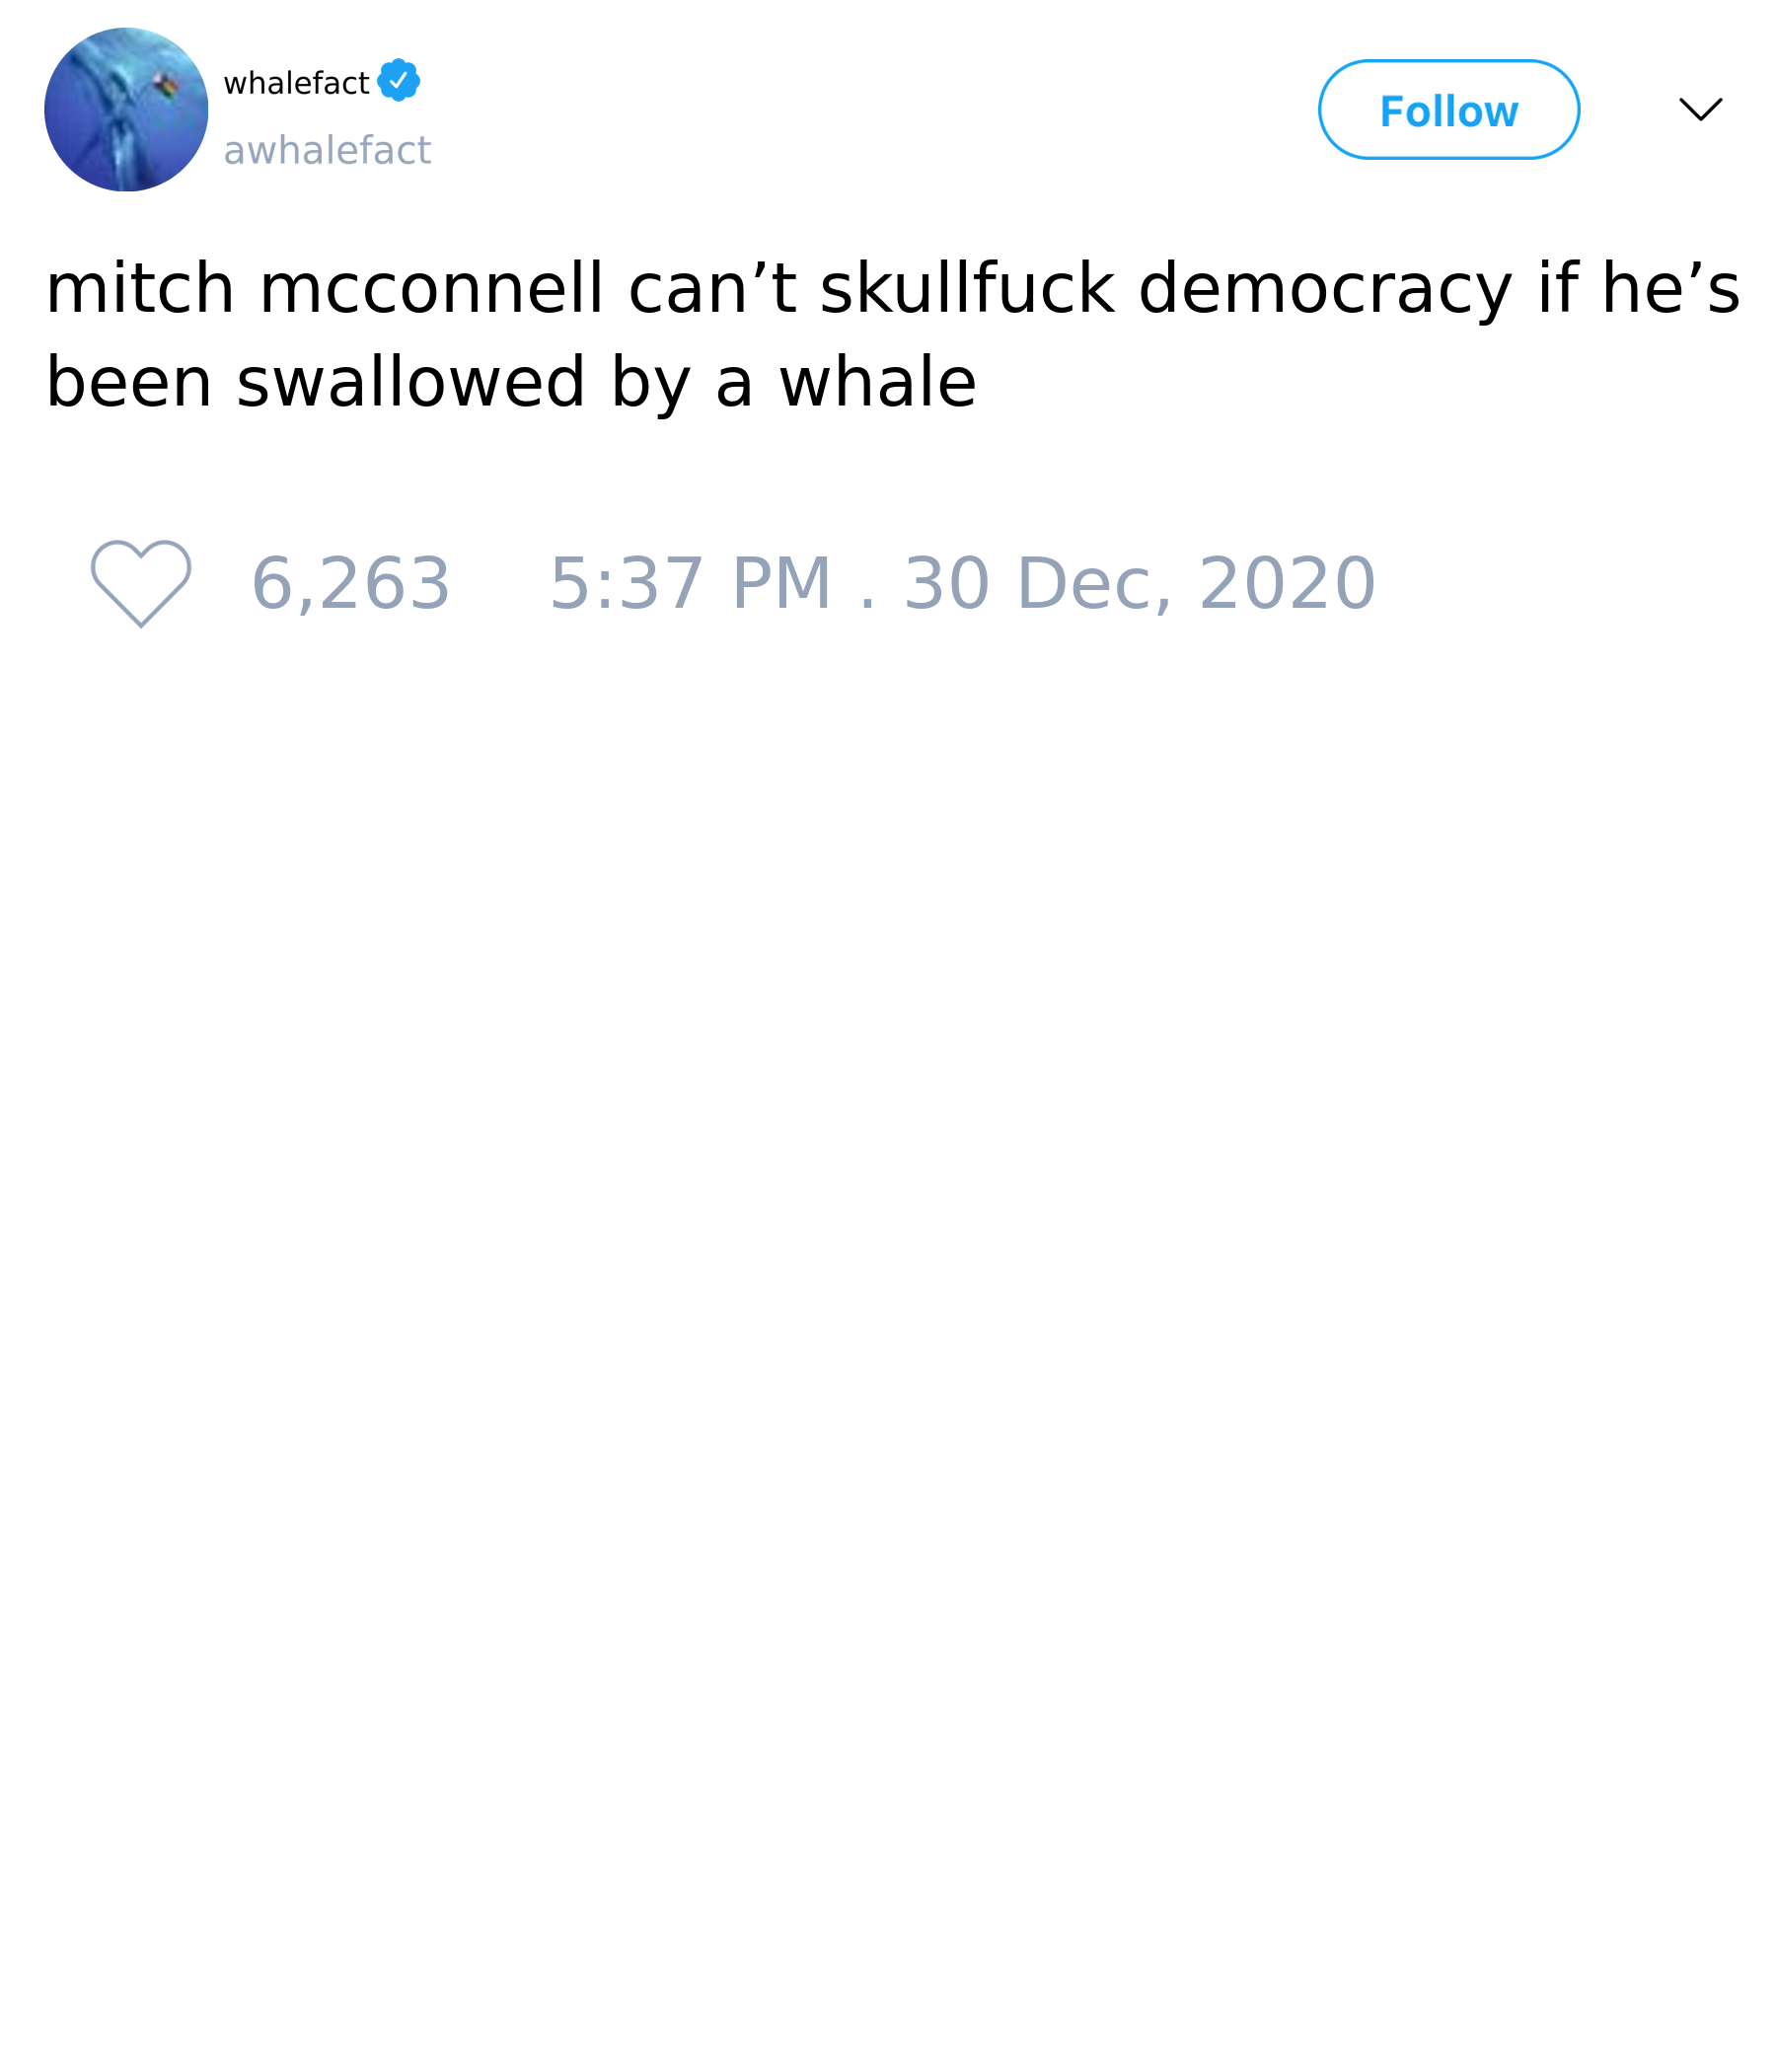 whalefact
awhalefact
Follow
mitch mcconnell can’t skullfuck democracy if he’s
been swallowed by a whale
6,263 5:37 PM . 30 Dec, 2020